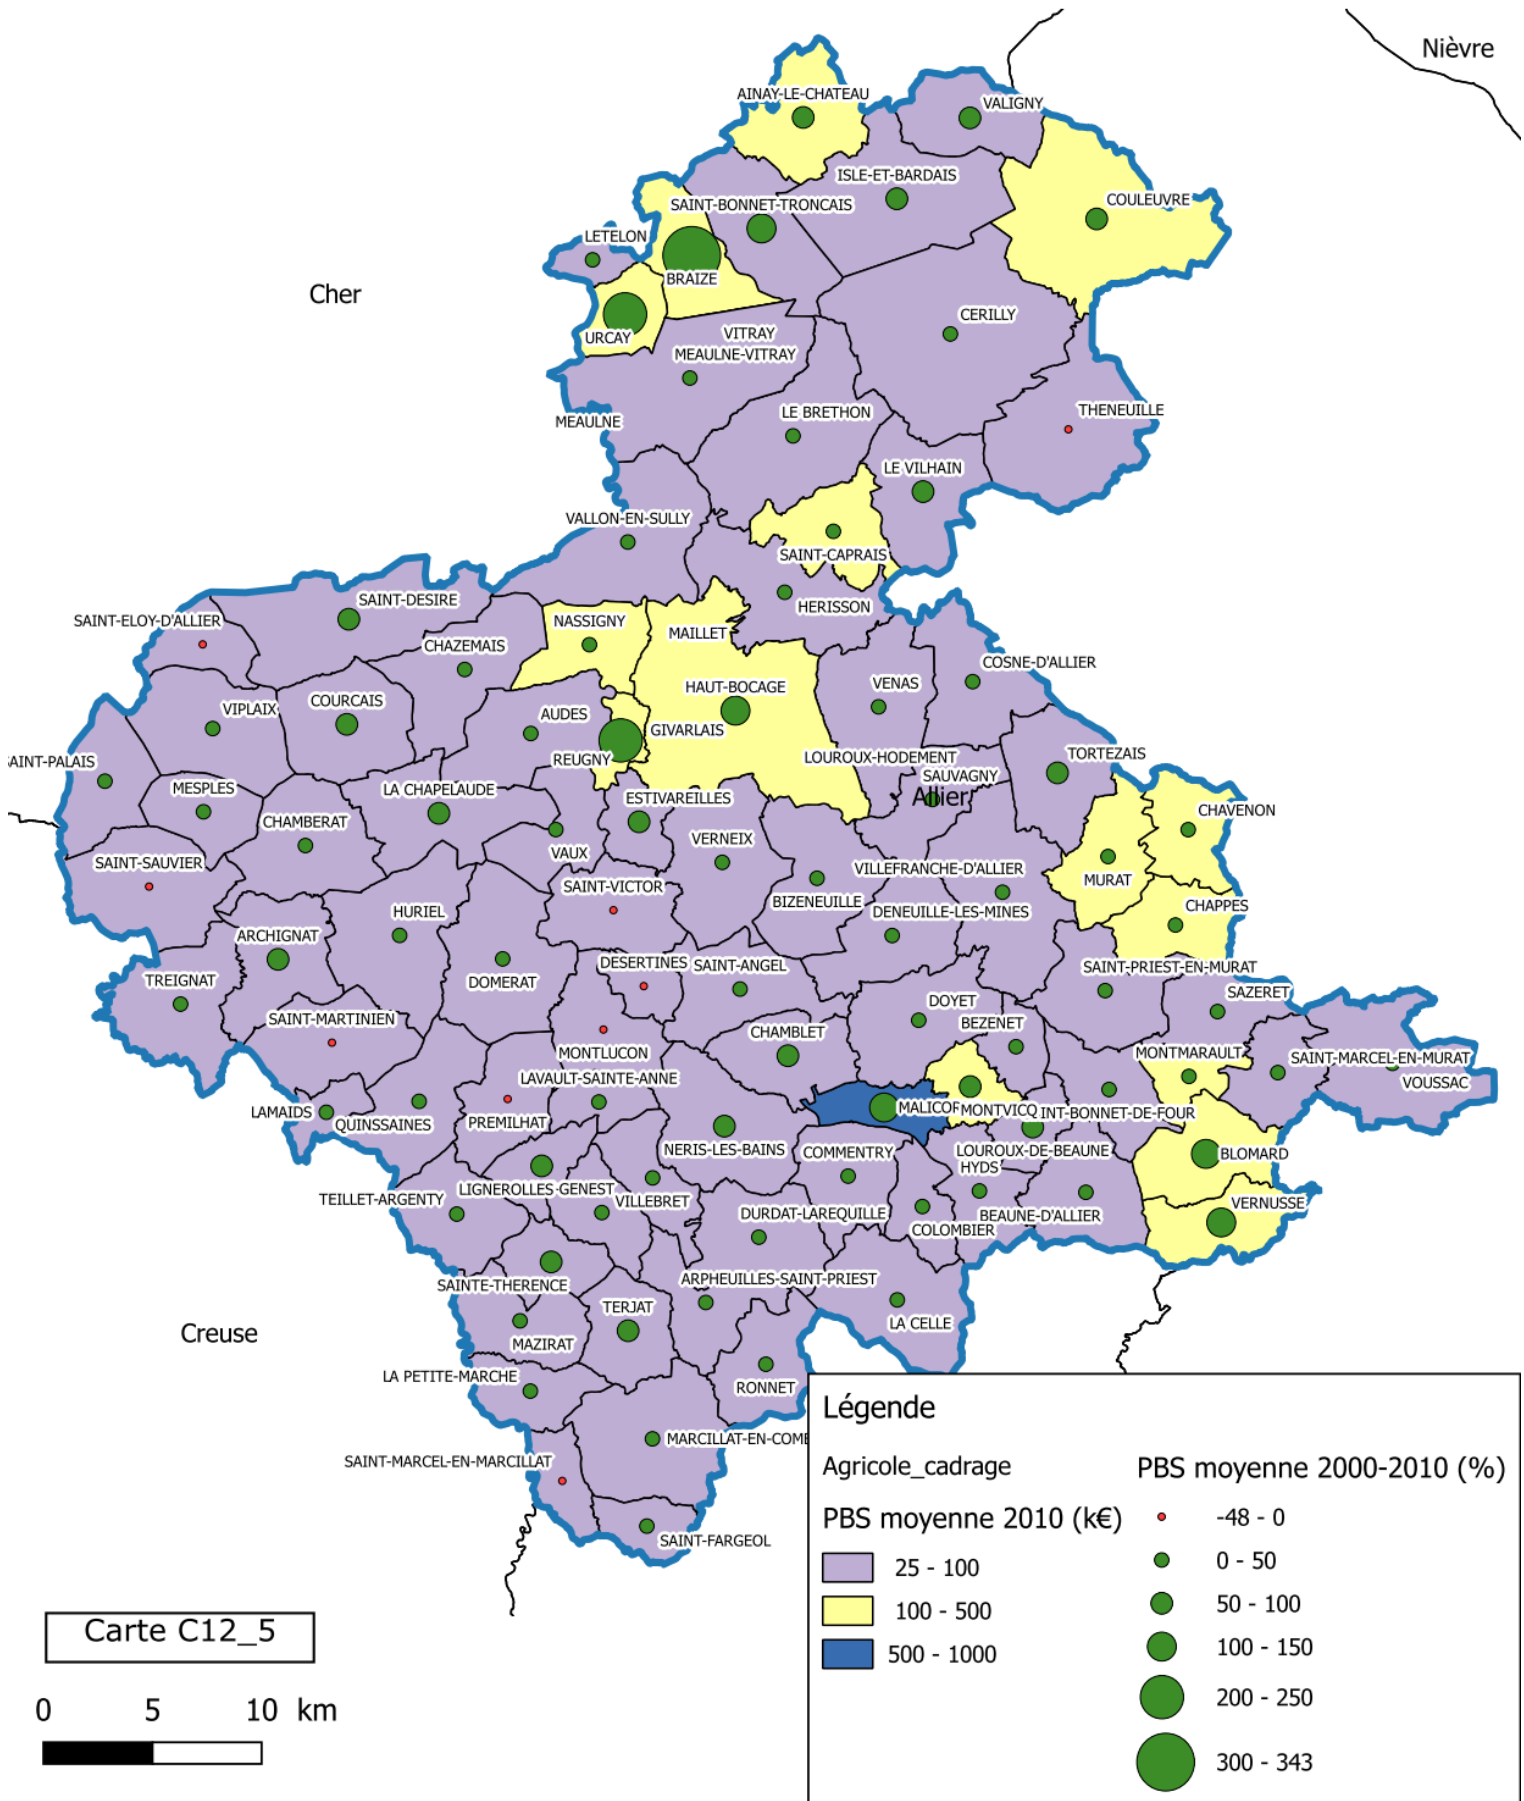 Nièvre
AINAY-LE-CHATEAU
VALIGNY
ISLE-ET-BARDAIS
COULEUVRE
SAINT-BONNET-TRONCAIS
LETELON
BRAIZE
Cher
CERILLY
URCAY
VITRAY
MEAULNE-VITRAY
THENEUILLE
LE BRETHON
MEAULNE
LE VILHAIN
VALLON-EN-SULLY
SAINT-CAPRAIS
SAINT-DESIRE
HERISSON
SAINT-ELOY-D'ALLIER
NASSIGNY
MAILLET
CHAZEMAIS
COSNE-D'ALLIER
VENAS
HAUT-BOCAGE
COURCAIS
VIPLAIX
AUDES
GIVARLAIS
TORTEZAIS
LOUROUX-HODEMENT
REUGNY
AINT-PALAIS
SAUVAGNY
MESPLES
LA CHAPELAUDE
Allier
ESTIVAREILLES
CHAVENON
CHAMBERAT
VERNEIX
VAUX
SAINT-SAUVIER
VILLEFRANCHE-D'ALLIER
MURAT
SAINT-VICTOR
BIZENEUILLE
CHAPPES
HURIEL
DENEUILLE-LES-MINES
ARCHIGNAT
DESERTINES
SAINT-ANGEL
SAINT-PRIEST-EN-MURAT
TREIGNAT
DOMERAT
SAZERET
DOYET
SAINT-MARTINIEN
BEZENET
CHAMBLET
MONTLUCON
MONTMARAULT
SAINT-MARCEL-EN-MURAT
LAVAULT-SAINTE-ANNE
VOUSSAC
MALICOR
MONTVICQ
INT-BONNET-DE-FOUR
LAMAIDS
QUINSSAINES
PREMILHAT
NERIS-LES-BAINS
COMMENTRY
LOUROUX-DE-BEAUNE
BLOMARD
HYDS
LIGNEROLLES-GENEST
TEILLET-ARGENTY
VILLEBRET
VERNUSSE
DURDAT-LAREQUILLE
BEAUNE-D'ALLIER
COLOMBIER
ARPHEUILLES-SAINT-PRIEST
SAINTE-THERENCE
TERJAT
LA CELLE
Creuse
MAZIRAT
LA PETITE-MARCHE
RONNET
MARCILLAT-EN-COMB
SAINT-MARCEL-EN-MARCILLAT
SAINT-FARGEOL
Légende
Agricole_cadrage
PBS moyenne 2010 (k€)
25 - 100
100 - 500
500 - 1000
PBS moyenne 2000-2010 (%)
-48 - 0
0 - 50
50 - 100
100 - 150
200 - 250
300 - 343
Carte C12_5
0 5 10 km